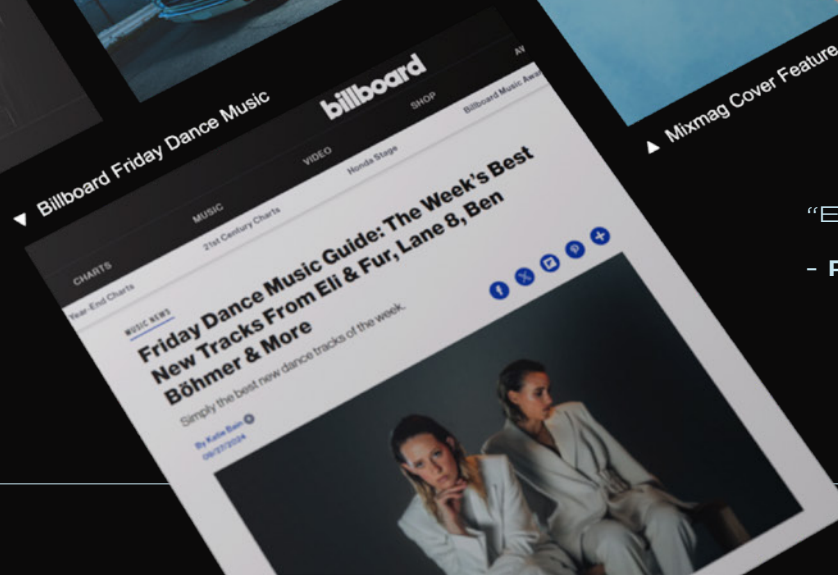 Billboard Friday Dance Music
Mixmag Cover Feature
billboard
AV
CHARTS
MUSIC
VIDEO
SHOP
Year-End Charts
21st Century Charts
Honda Stage
Billboard Music Awa
MUSIC NEWS
Friday Dance Music Guide: The Week's Best
New Tracks From Eli & Fur, Lane 8, Ben
Böhmer & More
Simply the best new dance tracks of the week.
By Katie Bain
"E
-